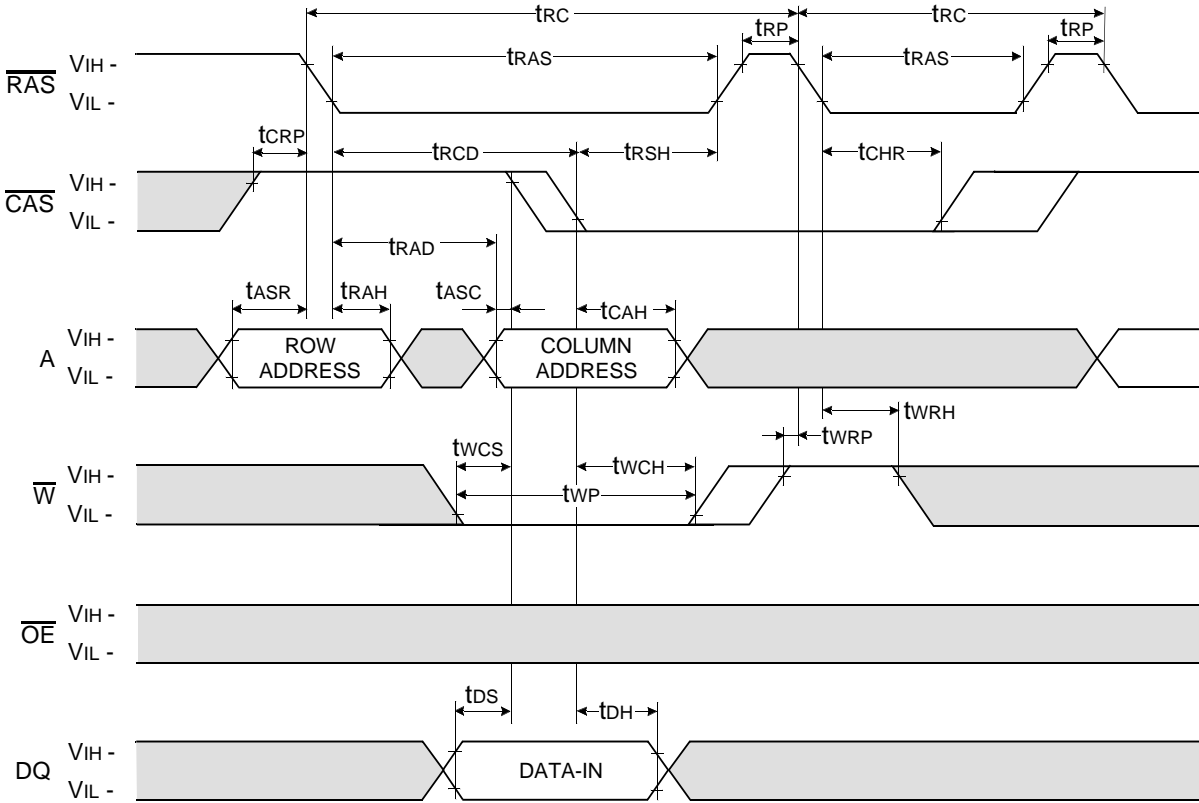 tRC tRC
tRP tRP
RAS VIH - tRAS tRAS
VIL -
tCRP tRCD tRSH tCHR
CAS VIH -
VIL -
tRAD
tASR tRAH tASC tCAH
A VIH - ROW COLUMN
VIL - ADDRESS ADDRESS
tWRH
tWRP
tWCS tWCH
W VIH - tWP
VIL -
OE VIH -
VIL -
tDS tDH
DQ VIH - DATA-IN
VIL -